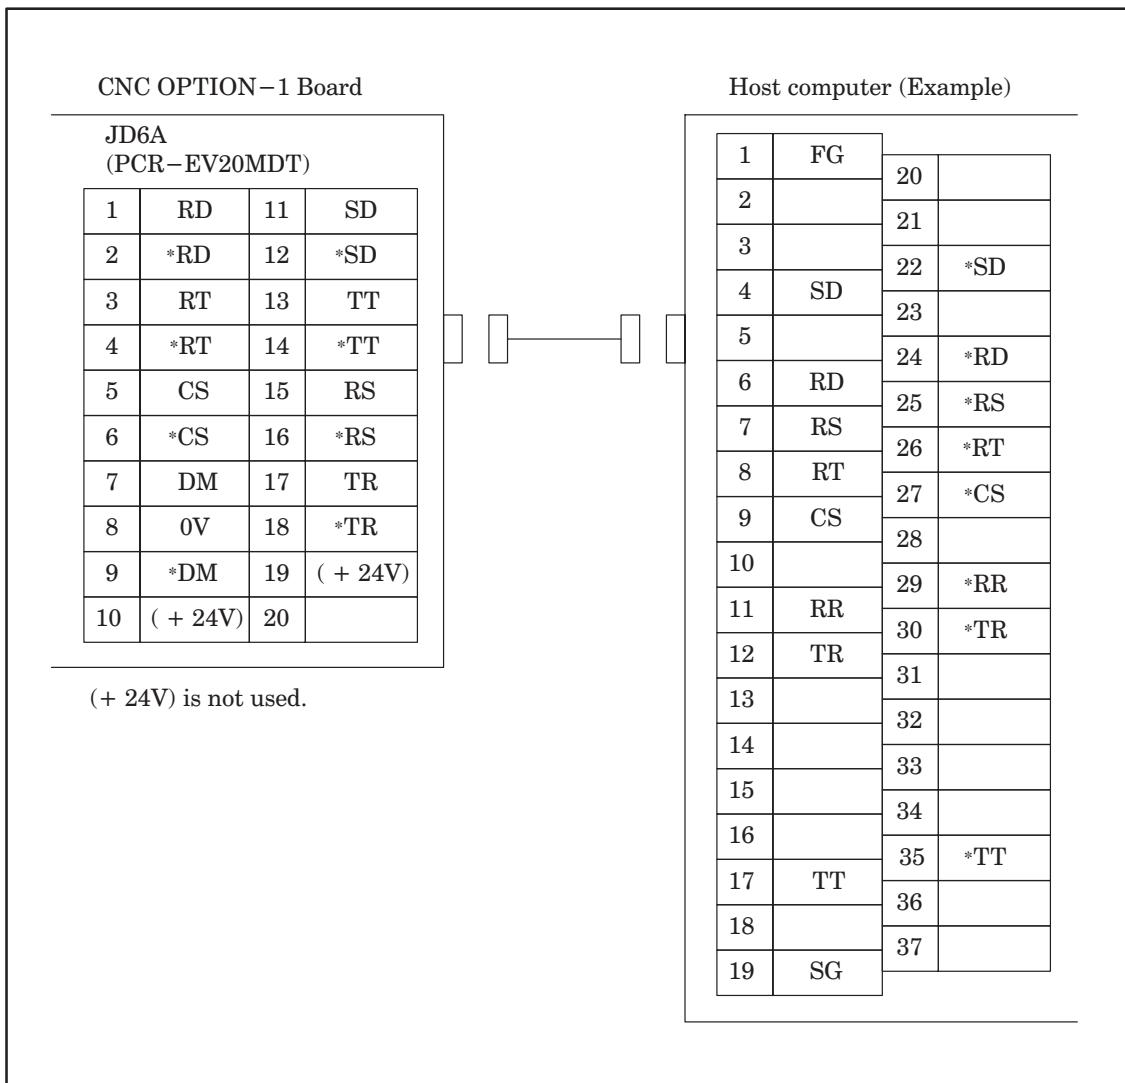 CNC OPTION−1 Board
JD6A
(PCR−EV20MDT)
1 RD 11 SD
2 *RD 12 *SD
3 RT 13 TT
4 *RT 14 *TT
5 CS 15 RS
6 *CS 16 *RS
7 DM 17 TR
8 0V 18 *TR
9 *DM 19 ( + 24V)
10 ( + 24V) 20
(+ 24V) is not used.
Host computer (Example)
1 FG
2
3
4 SD
5
6 RD
7 RS
8 RT
9 CS
10
11 RR
12 TR
13
14
15
16
17 TT
18
19 SG
20
21
22 *SD
23
24 *RD
25 *RS
26 *RT
27 *CS
28
29 *RR
30 *TR
31
32
33
34
35 *TT
36
37